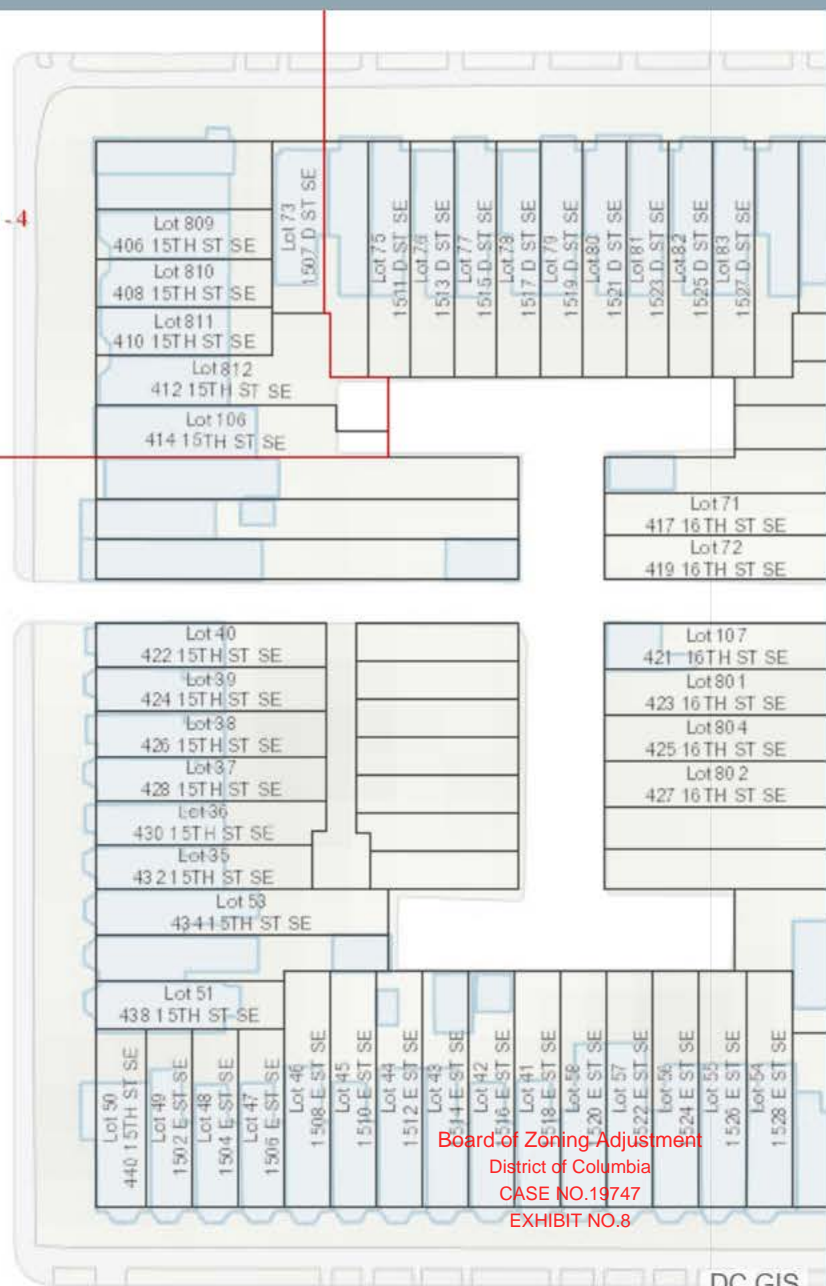 -4
Lot 809
406 15TH ST SE
Lot 810
408 15TH ST SE
Lot 811
410 15TH ST SE
Lot 812
412 15TH ST SE
Lot 106
414 15TH ST SE
Lot 73
1507 D ST SE
Lot 75
1511 D ST SE
Lot 76
1513 D ST SE
Lot 77
1515 D ST SE
Lot 78
1517 D ST SE
Lot 79
1519 D ST SE
Lot 80
1521 D ST SE
Lot 81
1523 D ST SE
Lot 82
1525 D ST SE
Lot 83
1527 D ST SE
Lot 71
417 16TH ST SE
Lot 72
419 16TH ST SE
Lot 40
422 15TH ST SE
Lot 39
424 15TH ST SE
Lot 38
426 15TH ST SE
Lot 37
428 15TH ST SE
Lot 36
430 15TH ST SE
Lot 35
432 15TH ST SE
Lot 53
434 15TH ST SE
Lot 51
438 15TH ST SE
Lot 107
421 16TH ST SE
Lot 801
423 16TH ST SE
Lot 804
425 16TH ST SE
Lot 802
427 16TH ST SE
Lot 50
440 15TH ST SE
Lot 49
1502 E ST SE
Lot 48
1504 E ST SE
Lot 47
1506 E ST SE
Lot 46
1508 E ST SE
Lot 45
1510 E ST SE
Lot 44
1512 E ST SE
Lot 43
1514 E ST SE
Lot 42
1516 E ST SE
Lot 41
1518 E ST SE
Lot 58
1520 E ST SE
Lot 57
1522 E ST SE
Lot 56
1524 E ST SE
Lot 55
1526 E ST SE
Lot 54
1528 E ST SE
Board of Zoning Adjustment
District of Columbia
CASE NO.19747
EXHIBIT NO.8
DC GIS